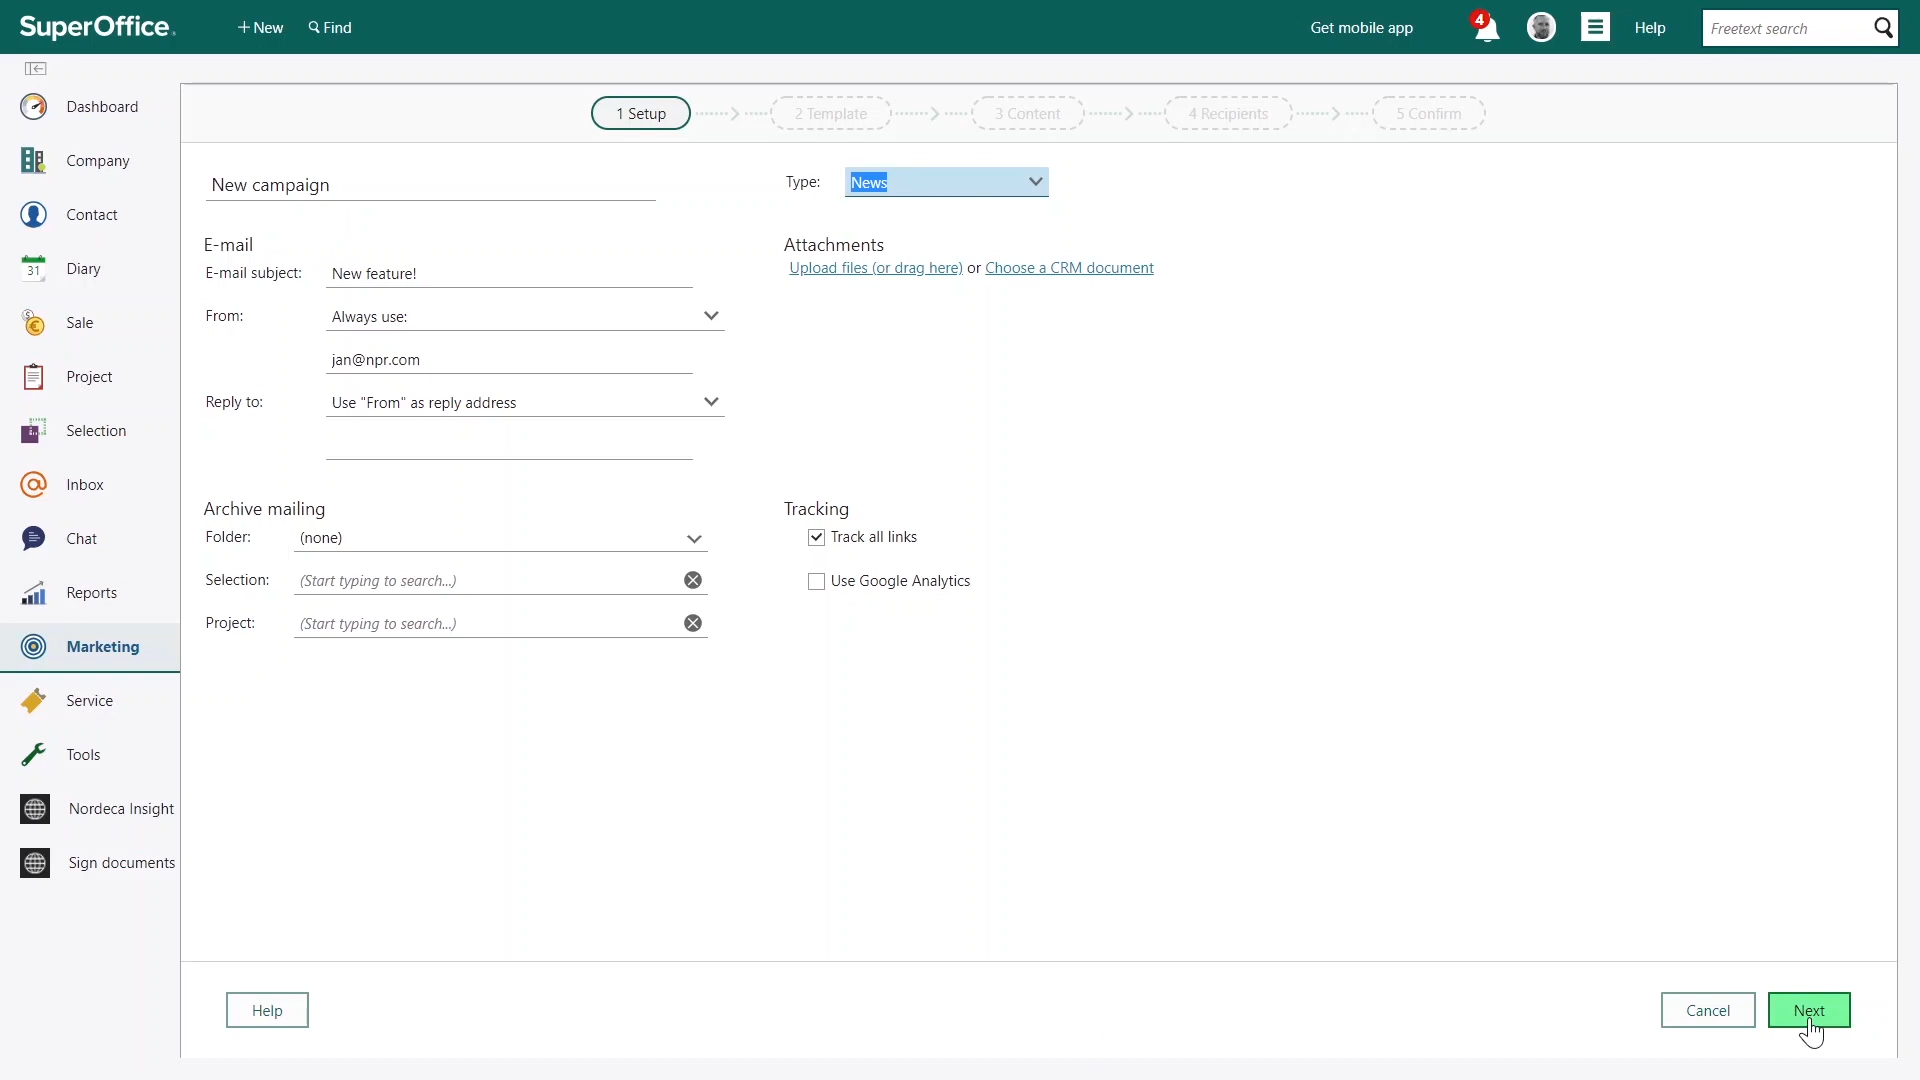 SuperOffice.
+ New
Find
Get mobile app
4
Help
Freetext search
Dashboard
Company
Contact
31
Diary
Sale
Project
Selection
Inbox
Chat
Reports
Marketing
Service
Tools
Nordeca Insight
Sign documents
1 Setup
2 Template
3 Content
4 Recipients
5 Confirm
New campaign
Type:
News
E-mail
E-mail subject:
New feature!
From:
Always use:
jan@npr.com
Reply to:
Use "From" as reply address
Attachments
Upload files (or drag here) or Choose a CRM document
Archive mailing
Folder:
(none)
Selection:
(Start typing to search...)
Project:
(Start typing to search...)
Tracking
Track all links
Use Google Analytics
Help
Cancel
Next